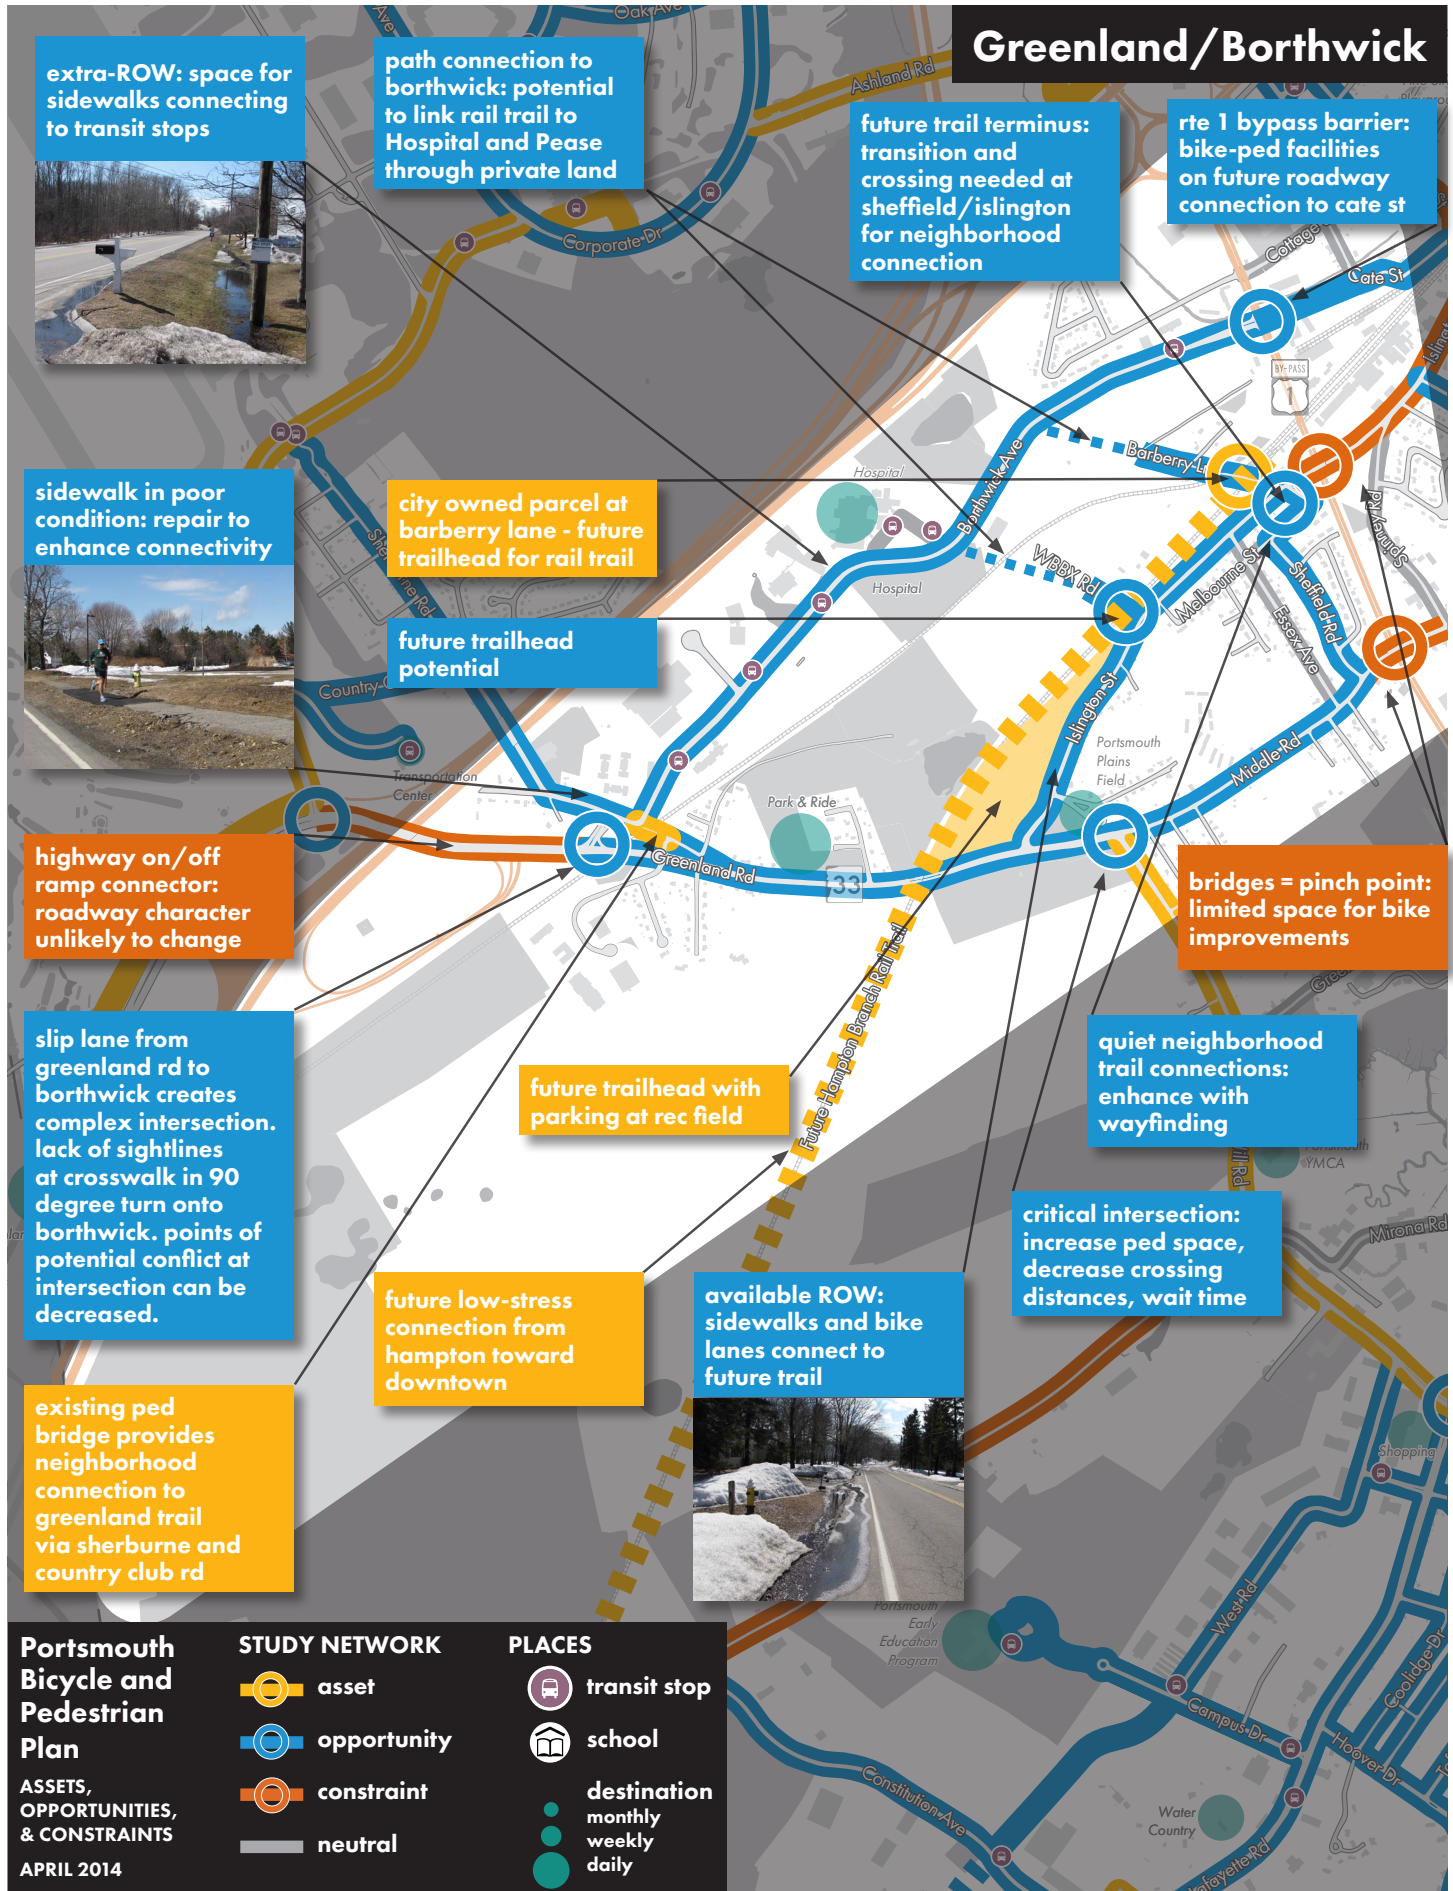 Greenland/Borthwick
Oak Ave
Ashland Rd
extra-ROW: space for
sidewalks connecting
to transit stops
path connection to
borthwick: potential
to link rail trail to
Hospital and Pease
through private land
future trail terminus:
transition and
crossing needed at
sheffield/islington
for neighborhood
connection
rte 1 bypass barrier:
bike-ped facilities
on future roadway
connection to cate st
Corporate Dr
Cottage
Cate St
BY-PASS
1
Borthwick Ave
Barberry L
Hospital
Hospital
WBBX Rd
Spinney Rd
Melbourne St
Sheffield Rd
Essex Ave
Islington St
Middle Rd
sidewalk in poor
condition: repair to
enhance connectivity
city owned parcel at
barberry lane - future
trailhead for rail trail
future trailhead
potential
Country
Transportation
Center
Portsmouth
Plains
Field
Park & Ride
Greenland Rd
33
highway on/off
ramp connector:
roadway character
unlikely to change
bridges = pinch point:
limited space for bike
improvements
Future Hampton Branch Rail Trail
slip lane from
greenland rd to
borthwick creates
complex intersection.
lack of sightlines
at crosswalk in 90
degree turn onto
borthwick. points of
potential conflict at
intersection can be
decreased.
future trailhead with
parking at rec field
quiet neighborhood
trail connections:
enhance with
wayfinding
Portsmouth
YMCA
Mirona Rd
critical intersection:
increase ped space,
decrease crossing
distances, wait time
future low-stress
connection from
hampton toward
downtown
available ROW:
sidewalks and bike
lanes connect to
future trail
existing ped
bridge provides
neighborhood
connection to
greenland trail
via sherburne and
country club rd
Shopping
West Rd
Portsmouth
Early
Education
Program
Campus Dr
Coolidge Dr
Hoover Dr
Constitution Ave
Water
Country
Lafayette Rd
Portsmouth
Bicycle and
Pedestrian
Plan
ASSETS,
OPPORTUNITIES,
& CONSTRAINTS
APRIL 2014
STUDY NETWORK
asset
opportunity
constraint
neutral
PLACES
transit stop
school
destination
monthly
weekly
daily